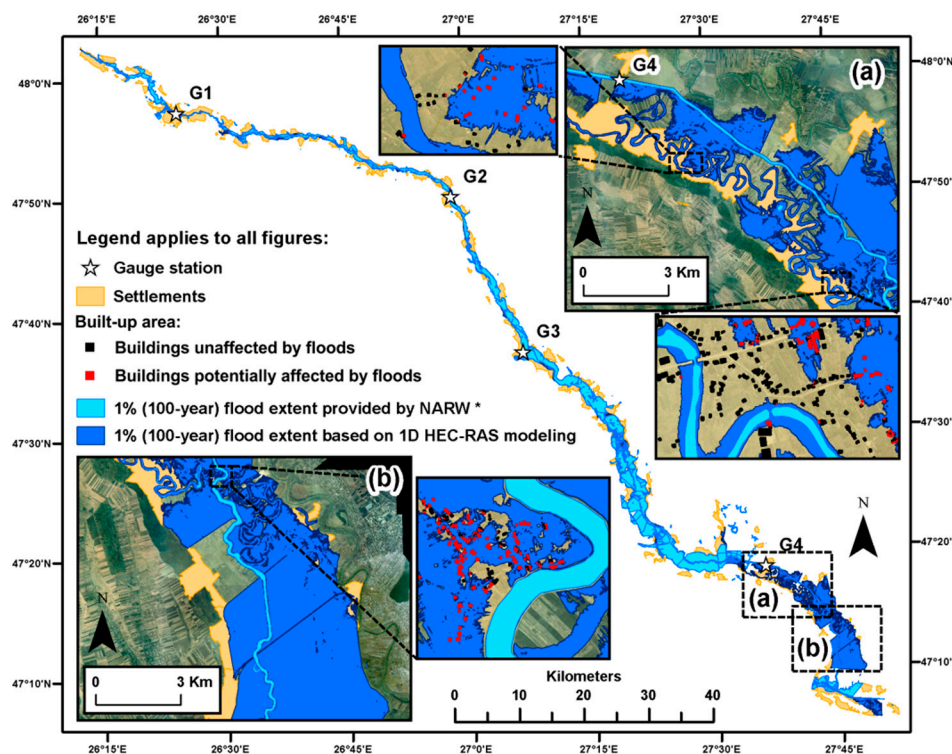 26°15'E 26°30'E 26°45'E 27°0'E 27°15'E 27°30'E 27°45'E
48°0'0"N
47°50'N
47°40'N
47°30'N
47°20'N
47°10'N
48°0'N
47°50'N
47°40'N
47°30'N
47°20'N
47°10'N
G1
G2
G3
G4
(a)
(b)
N
G4
(a)
N
0 3 Km
Legend applies to all figures:
Gauge station
Settlements
Built-up area:
Buildings unaffected by floods
Buildings potentially affected by floods
1% (100-year) flood extent provided by NARW *
1% (100-year) flood extent based on 1D HEC-RAS modeling
(b)
N
0 3 Km
Kilometers
0 10 20 30 40
26°15'E 26°30'E 26°45'E 27°0'E 27°15'E 27°30'E 27°45'E